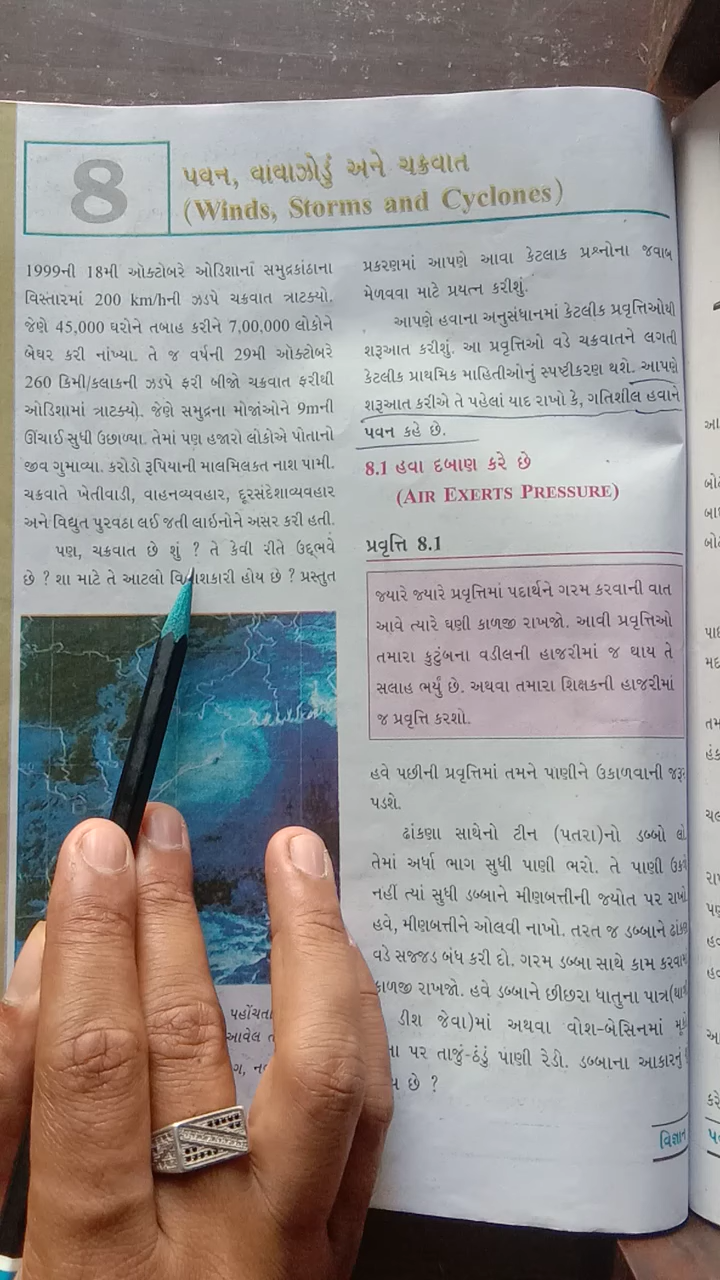 8
પવન, વાવાઝોડું અને ચક્રવાત
(Winds, Storms and Cyclones)
1999ની 18મી ઓક્ટોબરે ઓડિશાનાં સમુદ્રકાંઠાના
વિસ્તારમાં 200 km/hની ઝડપે ચક્રવાત ત્રાટક્યો.
જેણે 45,000 ઘરોને તબાહ કરીને 7,00,000 લોકોને
બેઘર કરી નાંખ્યા. તે જ વર્ષની 29મી ઓક્ટોબરે
260 કિમી/કલાકની ઝડપે ફરી બીજો ચક્રવાત ફરીથી
ઓડિશામાં ત્રાટક્યો. જેણે સમુદ્રના મોજાંઓને 9mની
ઊંચાઈ સુધી ઉછાળ્યા. તેમાં પણ હજારો લોકોએ પોતાનો
જીવ ગુમાવ્યા. કરોડો રૂપિયાની માલમિલકત નાશ પામી.
ચક્રવાતે ખેતીવાડી, વાહનવ્યવહાર, દૂરસંદેશાવ્યવહાર
અને વિદ્યુત પુરવઠા લઈ જતી લાઇનોને અસર કરી હતી.
પણ, ચક્રવાત છે શું ? તે કેવી રીતે ઉદ્ભવે
છે ? શા માટે તે આટલો વિનાશકારી હોય છે ? પ્રસ્તુત
પહોંચતા
આવેલ
પ્રકરણમાં આપણે આવા કેટલાક પ્રશ્નોના જવાબ
મેળવવા માટે પ્રયત્ન કરીશું.
આપણે હવાના અનુસંધાનમાં કેટલીક પ્રવૃત્તિઓથી
શરૂઆત કરીશું. આ પ્રવૃત્તિઓ વડે ચક્રવાતને લગતી
કેટલીક પ્રાથમિક માહિતીઓનું સ્પષ્ટીકરણ થશે. આપણે
શરૂઆત કરીએ તે પહેલાં યાદ રાખો કે, ગતિશીલ હવાને
પવન કહે છે.
8.1 હવા દબાણ કરે છે
(AIR EXERTS PRESSURE)
પ્રવૃત્તિ 8.1
જ્યારે જ્યારે પ્રવૃત્તિમાં પદાર્થને ગરમ કરવાની વાત
આવે ત્યારે ઘણી કાળજી રાખજો. આવી પ્રવૃત્તિઓ
તમારા કુટુંબના વડીલની હાજરીમાં જ થાય તે
સલાહ ભર્યું છે. અથવા તમારા શિક્ષકની હાજરીમાં
જ પ્રવૃત્તિ કરશો.
હવે પછીની પ્રવૃત્તિમાં તમને પાણીને ઉકાળવાની જરૂર
પડશે.
ઢાંકણા સાથેનો ટીન (પતરા)નો ડબ્બો લો
તેમાં અર્ધા ભાગ સુધી પાણી ભરો. તે પાણી ઉકળે
નહીં ત્યાં સુધી ડબ્બાને મીણબત્તીની જ્યોત પર રાખો
હવે, મીણબત્તીને ઓલવી નાખો. તરત જ ડબ્બાને ઢાંકણ
વડે સજ્જડ બંધ કરી દો. ગરમ ડબ્બા સાથે કામ કરવામાં
કાળજી રાખજો. હવે ડબ્બાને છીછરા ધાતુના પાત્ર(થાળી
ડીશ જેવા)માં અથવા વોશ-બેસિનમાં મૂકો
પર તાજું-ઠંડું પાણી રેડો. ડબ્બાના આકારનું
છે ?
વિજ્ઞાન